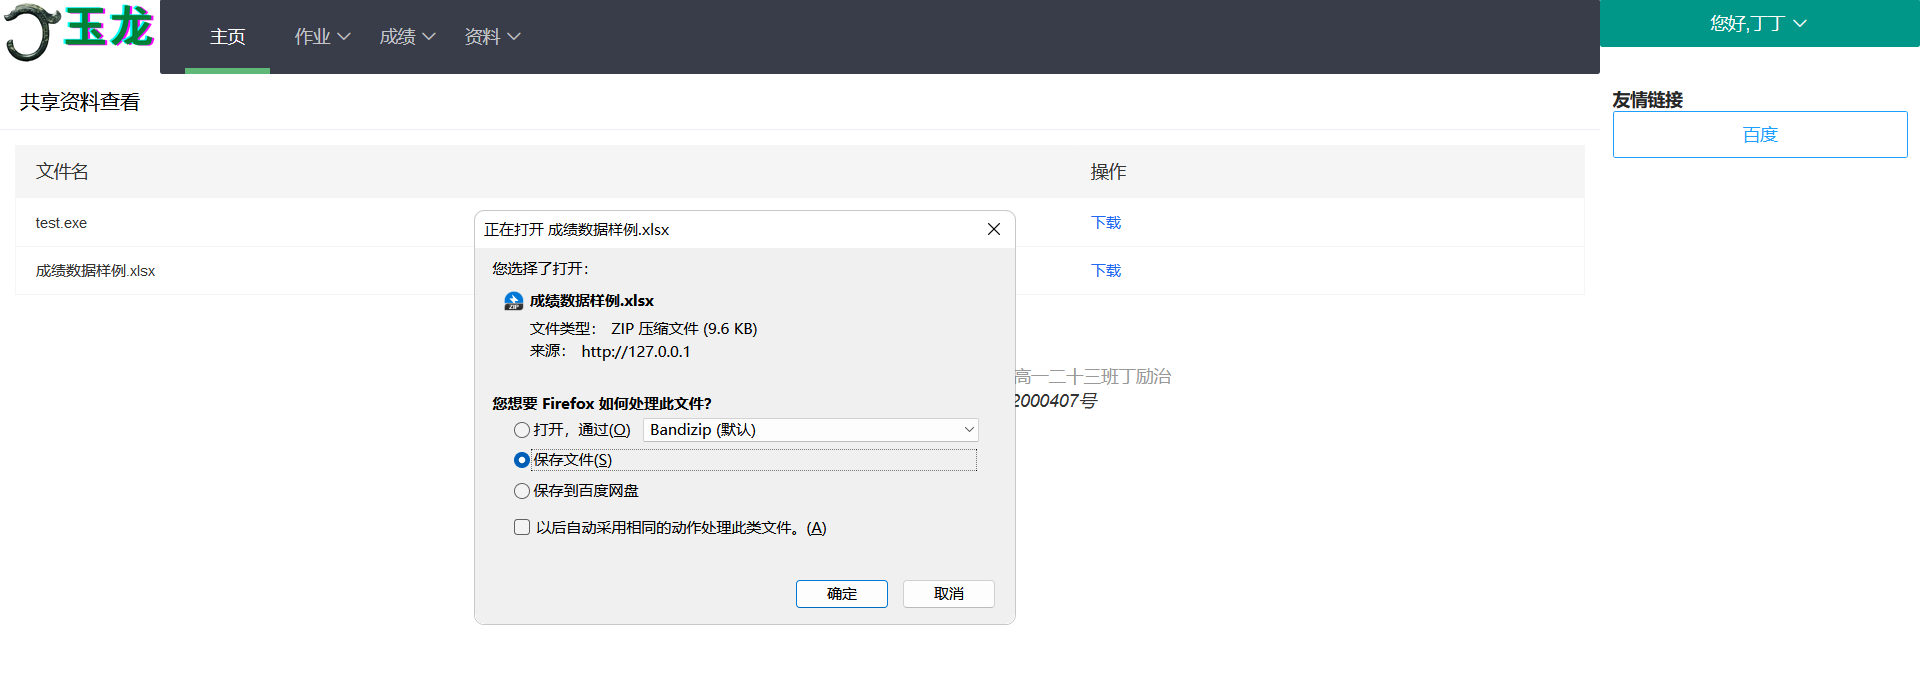 玉龙
主页 作业 成绩 资料
您好,丁丁
共享资料查看
友情链接
百度
文件名 操作
test.exe 下载
成绩数据样例.xlsx 下载
正在打开 成绩数据样例.xlsx
您选择了打开：
成绩数据样例.xlsx
文件类型： ZIP 压缩文件 (9.6 KB)
来源： http://127.0.0.1
您想要 Firefox 如何处理此文件？
打开，通过(O) Bandizip (默认)
保存文件(S)
保存到百度网盘
以后自动采用相同的动作处理此类文件。(A)
确定 取消
高一二十三班丁励治
2000407号